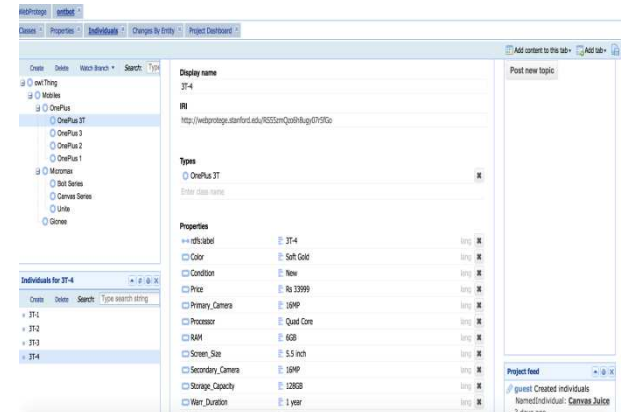 WebProtege ontbot
Classes Properties Individuals Changes By Entity Project Dashboard
Add content to this tab Add tab
Create Delete Watch Branch Search: Type
owl:Thing
Mobiles
OnePlus
OnePlus 3T
OnePlus 3
OnePlus 2
OnePlus 1
Micromax
Bolt Series
Canvas Series
Unite
Gionee
Individuals for 3T-4
Create Delete Search: Type search string
3T-1
3T-2
3T-3
3T-4
Display name
3T-4
IRI
Types
OnePlus 3T
Enter class name
Properties
rdfs:label 3T-4 lang
Color Soft Gold lang
Condition New lang
Price Rs 33999 lang
Primary_Camera 16MP lang
Processor Quad Core lang
RAM 6GB lang
Screen_Size 5.5 inch lang
Secondary_Camera 16MP lang
Storage_Capacity 128GB lang
Warr_Duration 1 year lang
Post new topic
Project feed
guest Created individuals
NamedIndividual: Canvas Juice